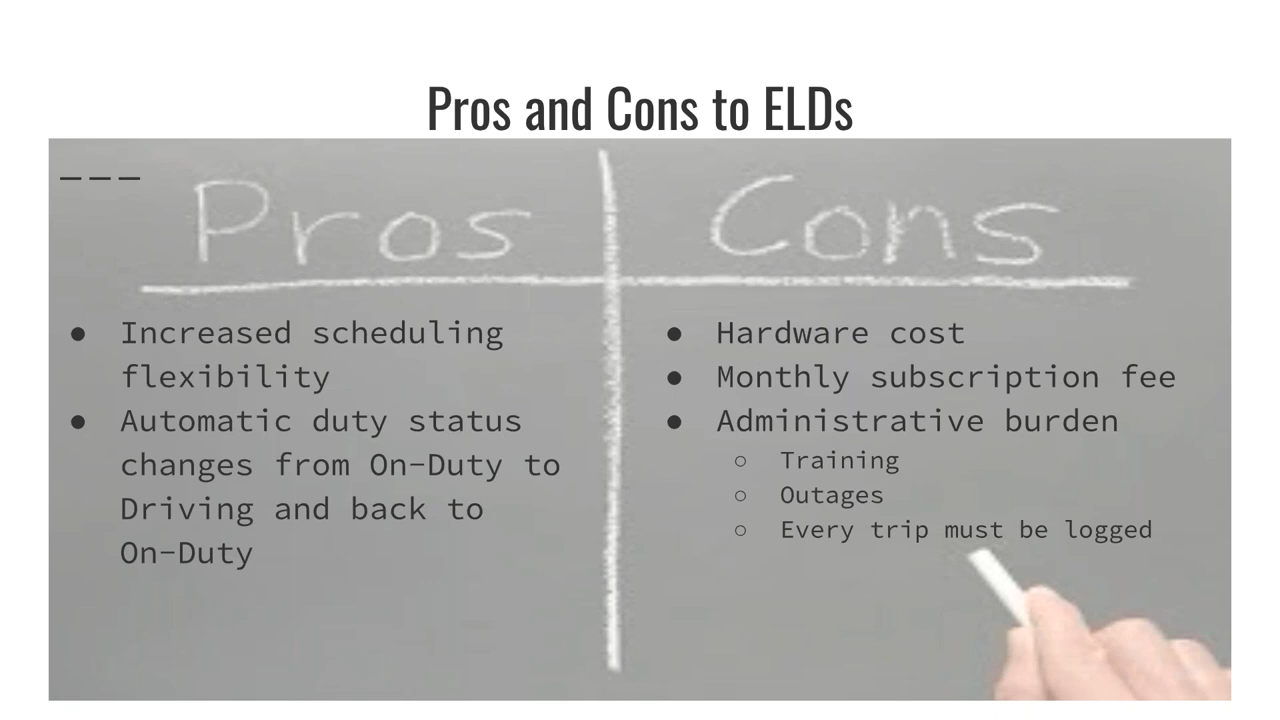 Pros and Cons to ELDs
Pros
Cons
● Increased scheduling
flexibility
● Automatic duty status
changes from On-Duty to
Driving and back to
On-Duty
● Hardware cost
● Monthly subscription fee
● Administrative burden
○ Training
○ Outages
○ Every trip must be logged